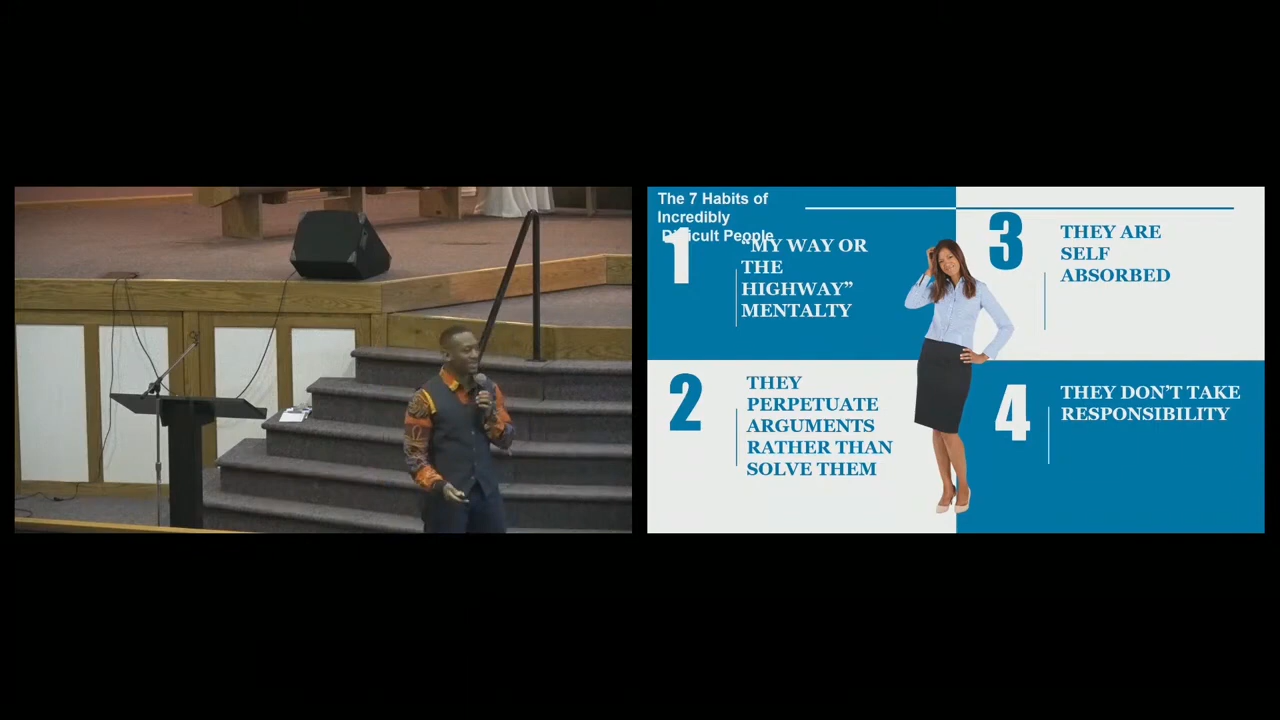 The 7 Habits of
Incredibly
Difficult People
1
"MY WAY OR
THE
HIGHWAY”
MENTALTY
2
THEY
PERPETUATE
ARGUMENTS
RATHER THAN
SOLVE THEM
3
THEY ARE
SELF
ABSORBED
4
THEY DON’T TAKE
RESPONSIBILITY